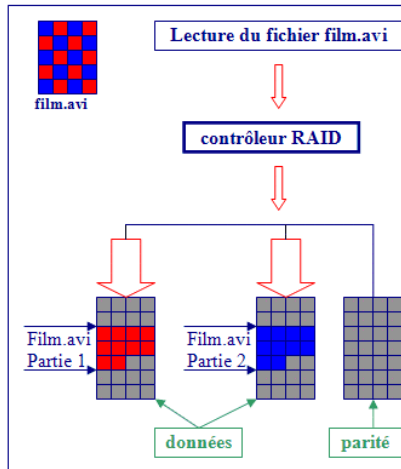 Lecture du fichier film.avi
film.avi
contrôleur RAID
Film.avi
Partie 1
Film.avi
Partie 2
données
parité